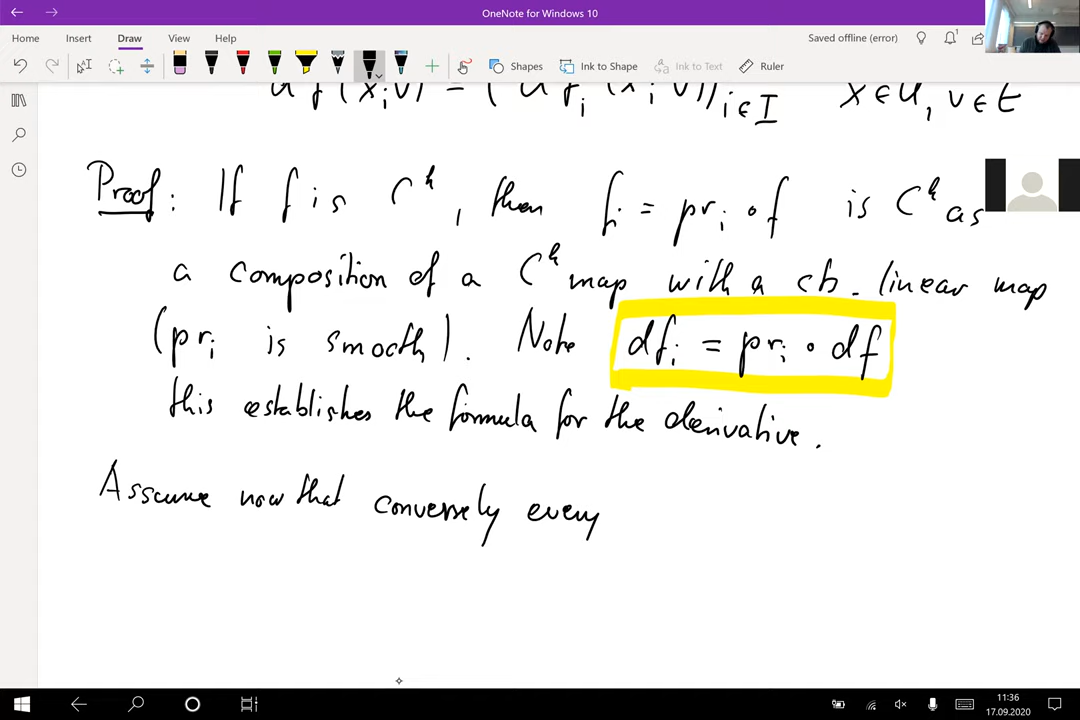 OneNote for Windows 10
Home Insert Draw View Help Saved offline (error)
Shapes Ink to Shape Ink to Text Ruler
df(x;v) = (df_i(x;v))_{i∈I} x∈U, v∈E
Proof: If f is C^k, then f_i = pr_i ∘ f is C^k as
a composition of a C^k map with a cts. linear map
(pr_i is smooth). Note df_i = pr_i ∘ df
this establishes the formula for the derivative.
Assume now that conversely every
11:36
17.09.2020